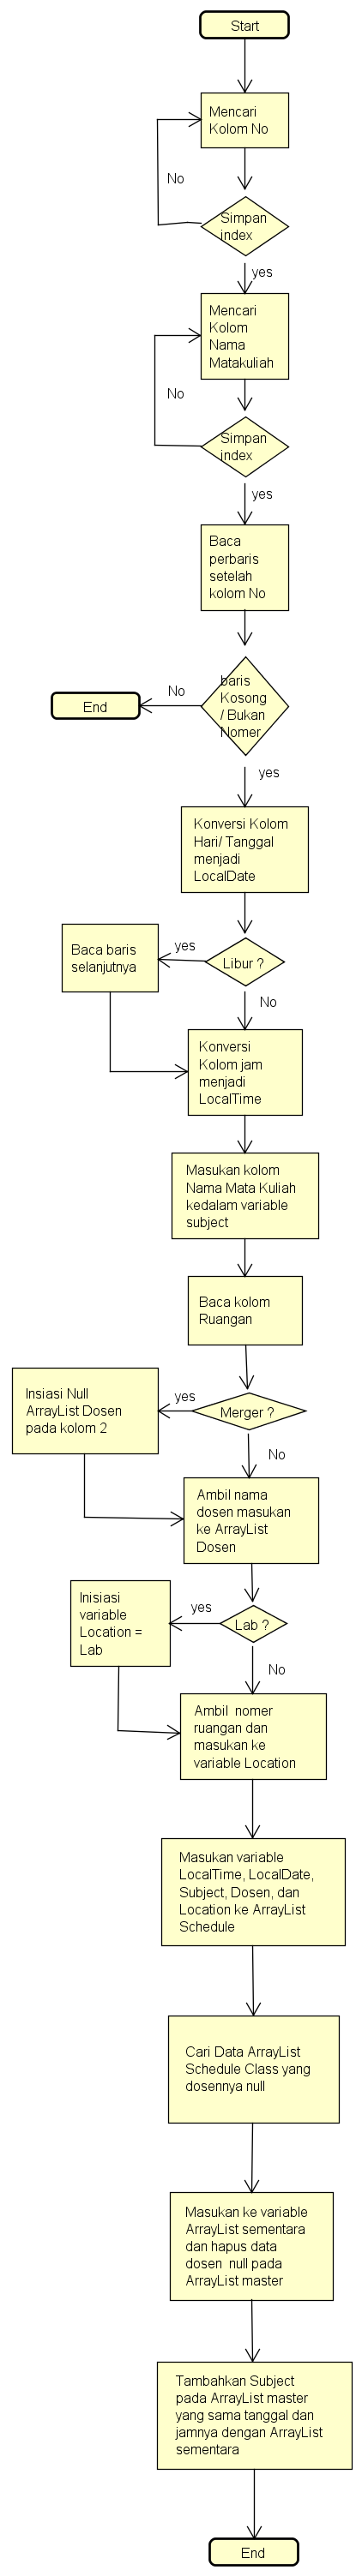 Start
Mencari
Kolom No
No
Simpan
index
yes
Mencari
Kolom
Nama
Matakuliah
No
Simpan
index
yes
Baca
perbaris
setelah
kolom No
baris
Kosong
/ Bukan
Nomer
No
End
yes
Konversi Kolom
Hari/ Tanggal
menjadi
LocalDate
Libur ?
yes
Baca baris
selanjutnya
No
Konversi
Kolom jam
menjadi
LocalTime
Masukan kolom
Nama Mata Kuliah
kedalam variable
subject
Baca kolom
Ruangan
Merger ?
yes
Insiasi Null
ArrayList Dosen
pada kolom 2
No
Ambil nama
dosen masukan
ke ArrayList
Dosen
Lab ?
yes
Inisiasi
variable
Location =
Lab
No
Ambil nomer
ruangan dan
masukan ke
variable Location
Masukan variable
LocalTime, LocalDate,
Subject, Dosen, dan
Location ke ArrayList
Schedule
Cari Data ArrayList
Schedule Class yang
dosennya null
Masukan ke variable
ArrayList sementara
dan hapus data
dosen null pada
ArrayList master
Tambahkan Subject
pada ArrayList master
yang sama tanggal dan
jamnya dengan ArrayList
sementara
End